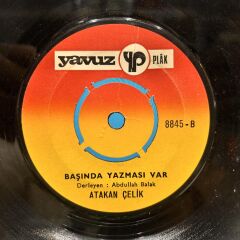 yavuz YP PLÂK
8845-B
BAŞINDA YAZMASI VAR
Derleyen : Abdullah Balak
ATAKAN ÇELİK